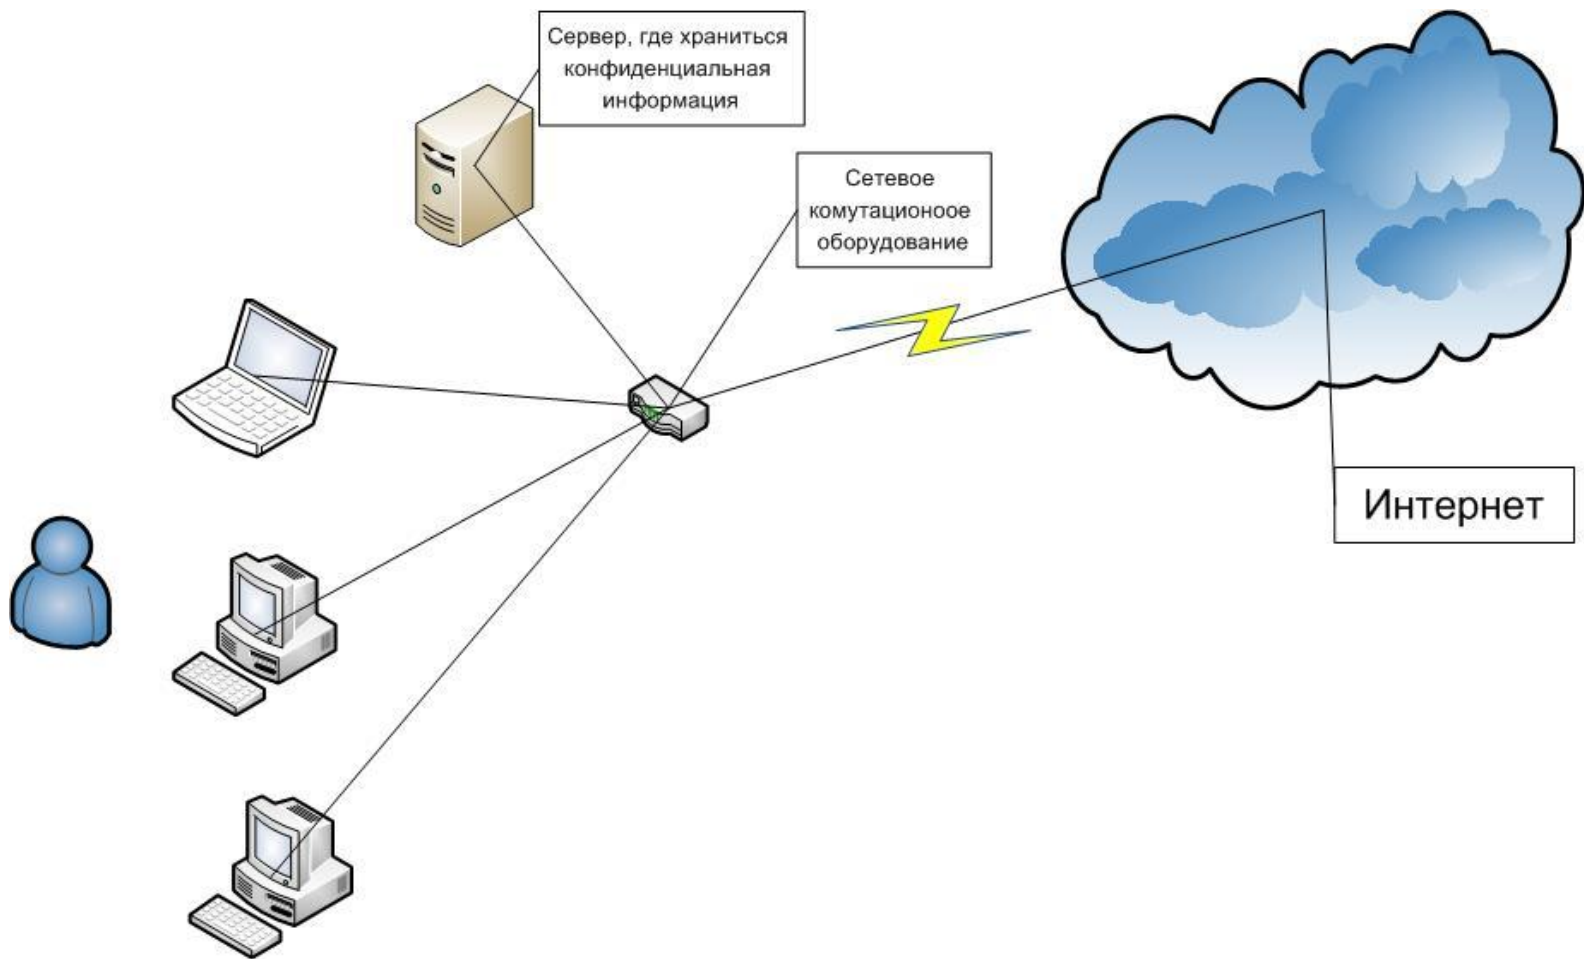 Сервер, где храниться
конфиденциальная
информация
Сетевое
комутационоое
оборудование
Интернет